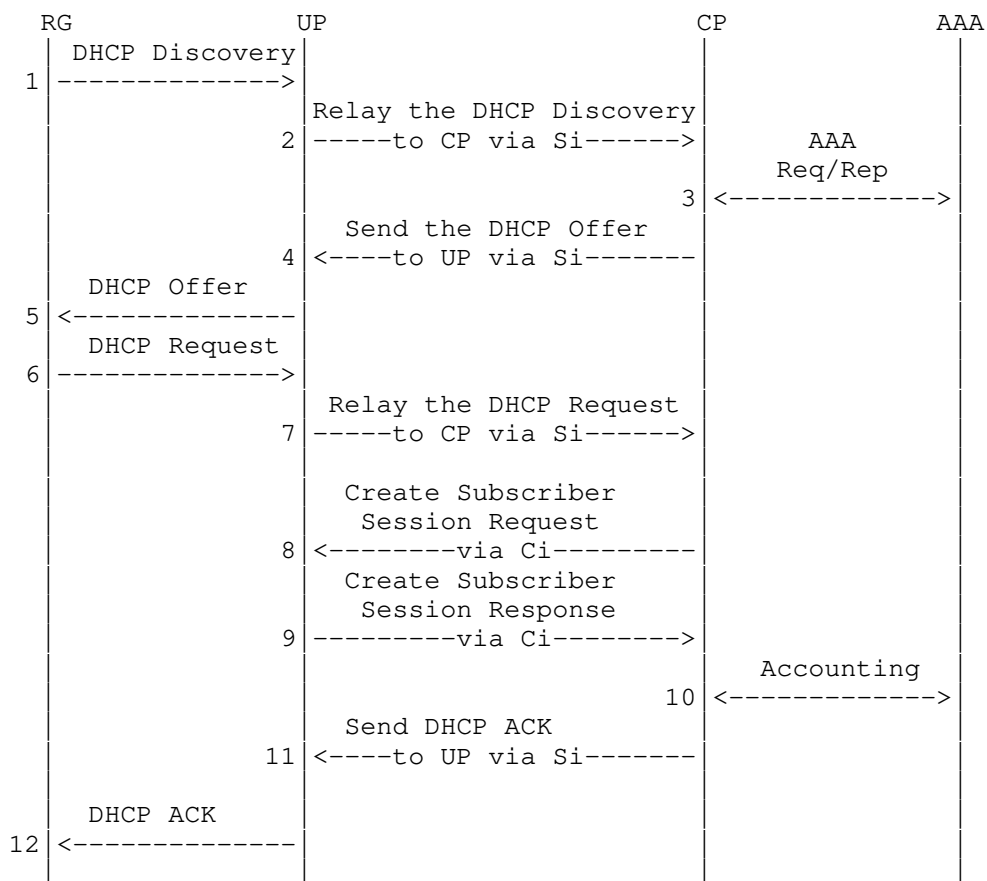 RG UP CP AAA
DHCP Discovery
1 -------------->
Relay the DHCP Discovery
2 -----to CP via Si------> AAA
Req/Rep
3 <------------->
Send the DHCP Offer
4 <----to UP via Si-------
DHCP Offer
5 <--------------
DHCP Request
6 -------------->
Relay the DHCP Request
7 -----to CP via Si------>
Create Subscriber
Session Request
8 <--------via Ci---------
Create Subscriber
Session Response
9 ---------via Ci-------->
Accounting
10 <------------->
Send DHCP ACK
11 <----to UP via Si-------
DHCP ACK
12 <--------------